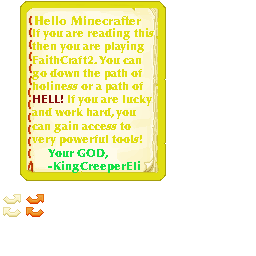 Hello Minecrafter
If you are reading this
then you are playing
FaithCraft2. You can
go down the path of
holiness or a path of
HELL! If you are lucky
and work hard, you
can gain access to
very powerful tools!
Your GOD,
-KingCreeperEli